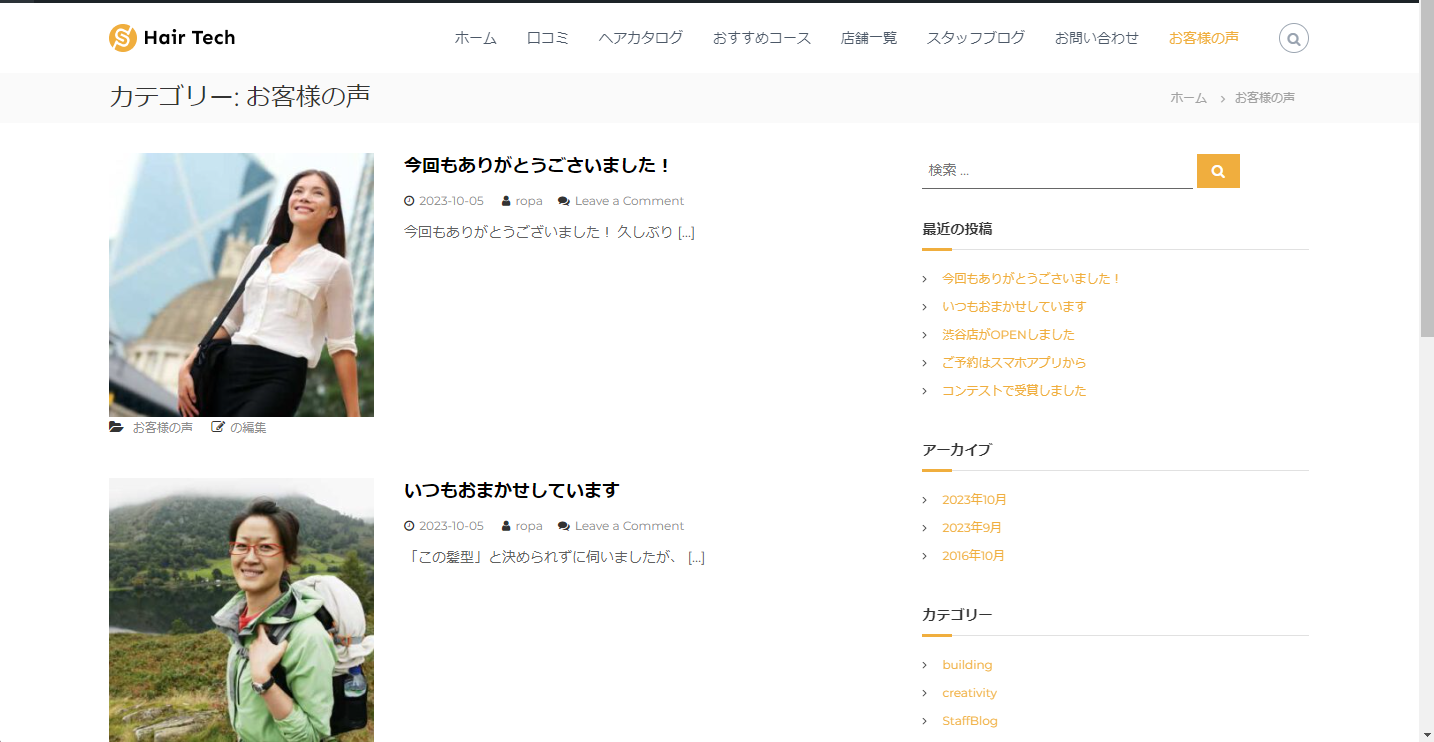 Hair Tech
ホーム 口コミ ヘアカタログ おすすめコース 店舗一覧 スタッフブログ お問い合わせ お客様の声
カテゴリー: お客様の声
ホーム › お客様の声
今回もありがとうございました！
2023-10-05 ropa Leave a Comment
今回もありがとうございました！ 久しぶり [...]
お客様の声 の編集
いつもおまかせしています
2023-10-05 ropa Leave a Comment
「この髪型」と決められずに伺いましたが、 [...]
検索 ...
最近の投稿
今回もありがとうございました！
いつもおまかせしています
渋谷店がOPENしました
ご予約はスマホアプリから
コンテストで受賞しました
アーカイブ
2023年10月
2023年9月
2016年10月
カテゴリー
building
creativity
StaffBlog